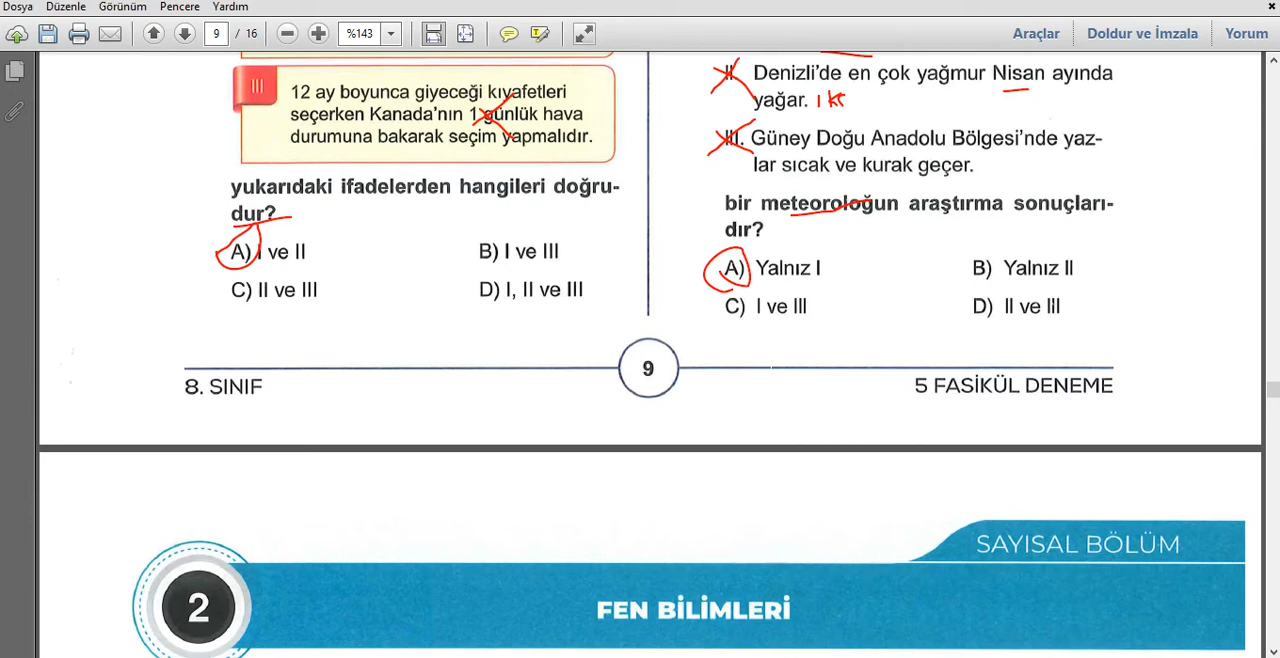 Dosya Düzenle Görünüm Pencere Yardım
9 / 16 %143 Araçlar Doldur ve İmzala Yorum
III
12 ay boyunca giyeceği kıyafetleri
seçerken Kanada'nın 1 günlük hava
durumuna bakarak seçim yapmalıdır.
yukarıdaki ifadelerden hangileri doğru-
dur?
A) I ve II B) I ve III
C) II ve III D) I, II ve III
II. Denizli'de en çok yağmur Nisan ayında
yağar.
III. Güney Doğu Anadolu Bölgesi'nde yaz-
lar sıcak ve kurak geçer.
bir meteoroloğun araştırma sonuçları-
dır?
A) Yalnız I B) Yalnız II
C) I ve III D) II ve III
8. SINIF 9 5 FASİKÜL DENEME
SAYISAL BÖLÜM
2 FEN BİLİMLERİ